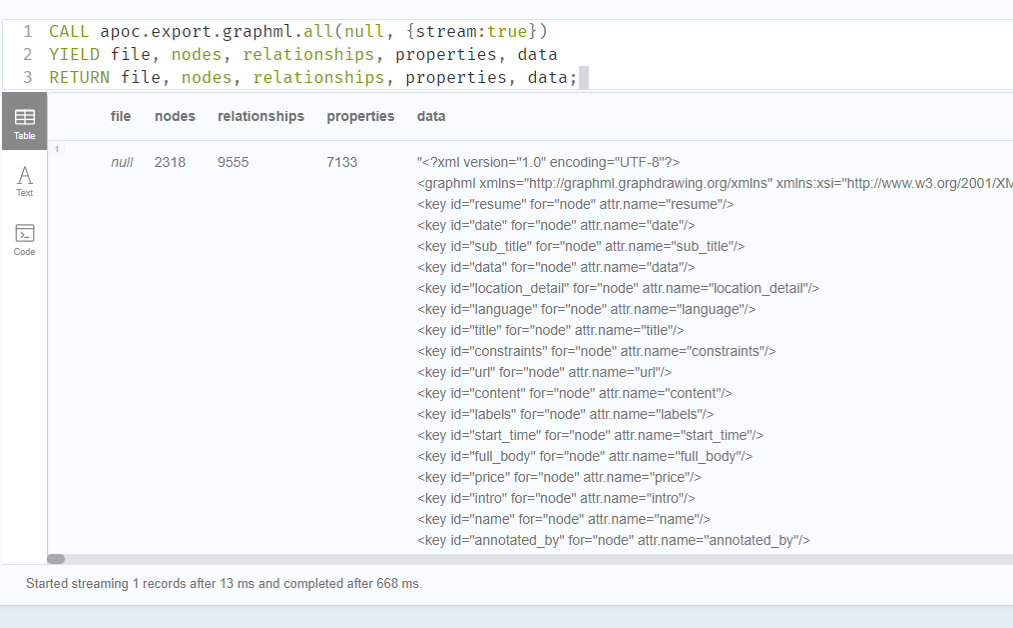 1 CALL apoc.export.graphml.all(null, {stream:true})
2 YIELD file, nodes, relationships, properties, data
3 RETURN file, nodes, relationships, properties, data;
Table
Text
Code
file nodes relationships properties data
1
null 2318 9555 7133 "<?xml version="1.0" encoding="UTF-8"?>
<graphml xmlns="http://graphml.graphdrawing.org/xmlns" xmlns:xsi="http://www.w3.org/2001/XM
<key id="resume" for="node" attr.name="resume"/>
<key id="date" for="node" attr.name="date"/>
<key id="sub_title" for="node" attr.name="sub_title"/>
<key id="data" for="node" attr.name="data"/>
<key id="location_detail" for="node" attr.name="location_detail"/>
<key id="language" for="node" attr.name="language"/>
<key id="title" for="node" attr.name="title"/>
<key id="constraints" for="node" attr.name="constraints"/>
<key id="url" for="node" attr.name="url"/>
<key id="content" for="node" attr.name="content"/>
<key id="labels" for="node" attr.name="labels"/>
<key id="start_time" for="node" attr.name="start_time"/>
<key id="full_body" for="node" attr.name="full_body"/>
<key id="price" for="node" attr.name="price"/>
<key id="intro" for="node" attr.name="intro"/>
<key id="name" for="node" attr.name="name"/>
<key id="annotated_by" for="node" attr.name="annotated_by"/>
Started streaming 1 records after 13 ms and completed after 668 ms.